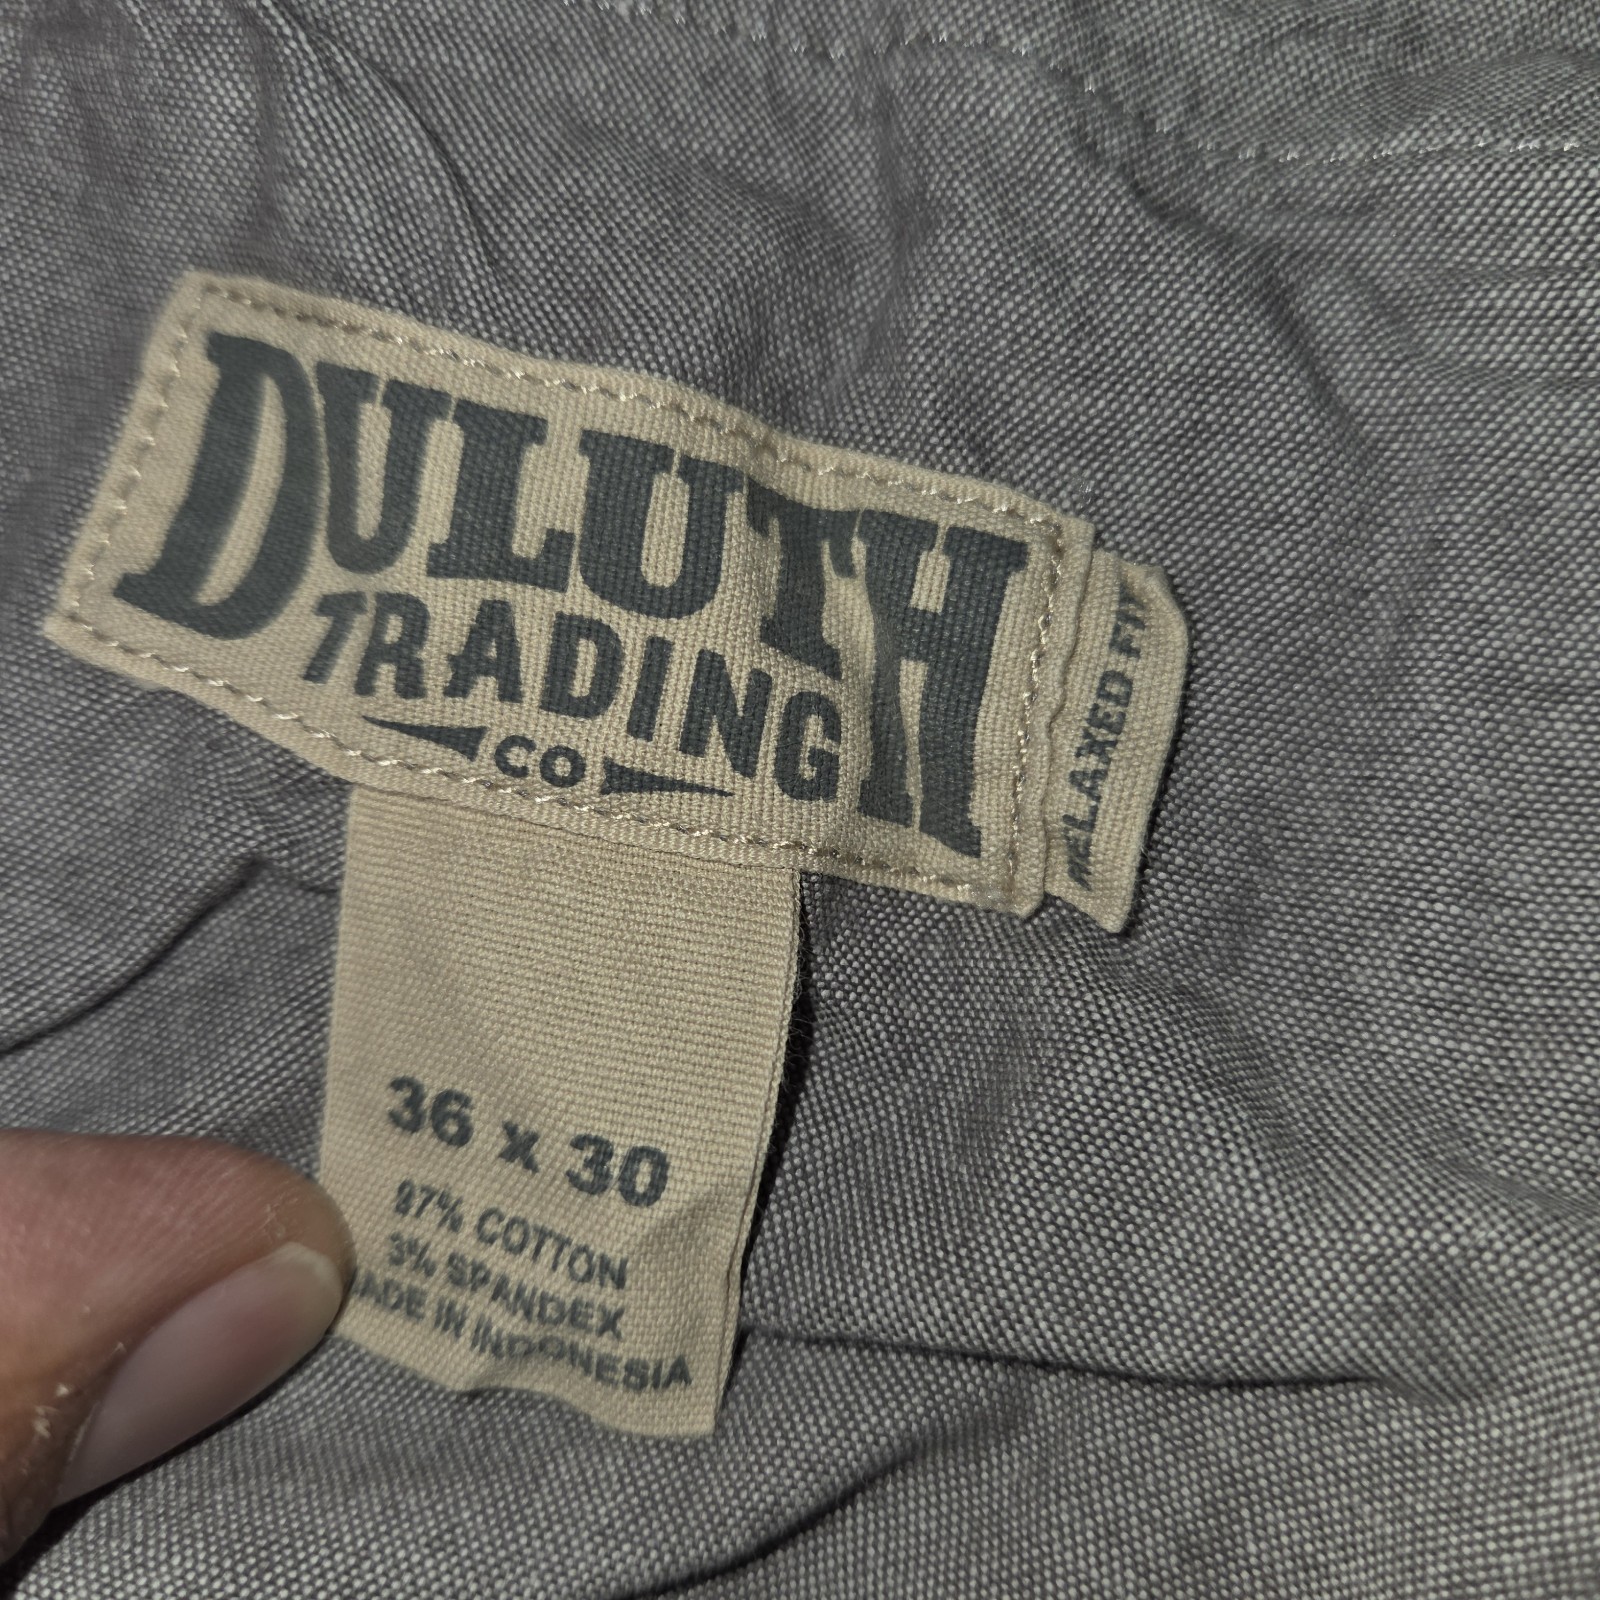 DULUTH
TRADING
CO
RELAXED FIT
36 x 30
97% COTTON
3% SPANDEX
MADE IN INDONESIA